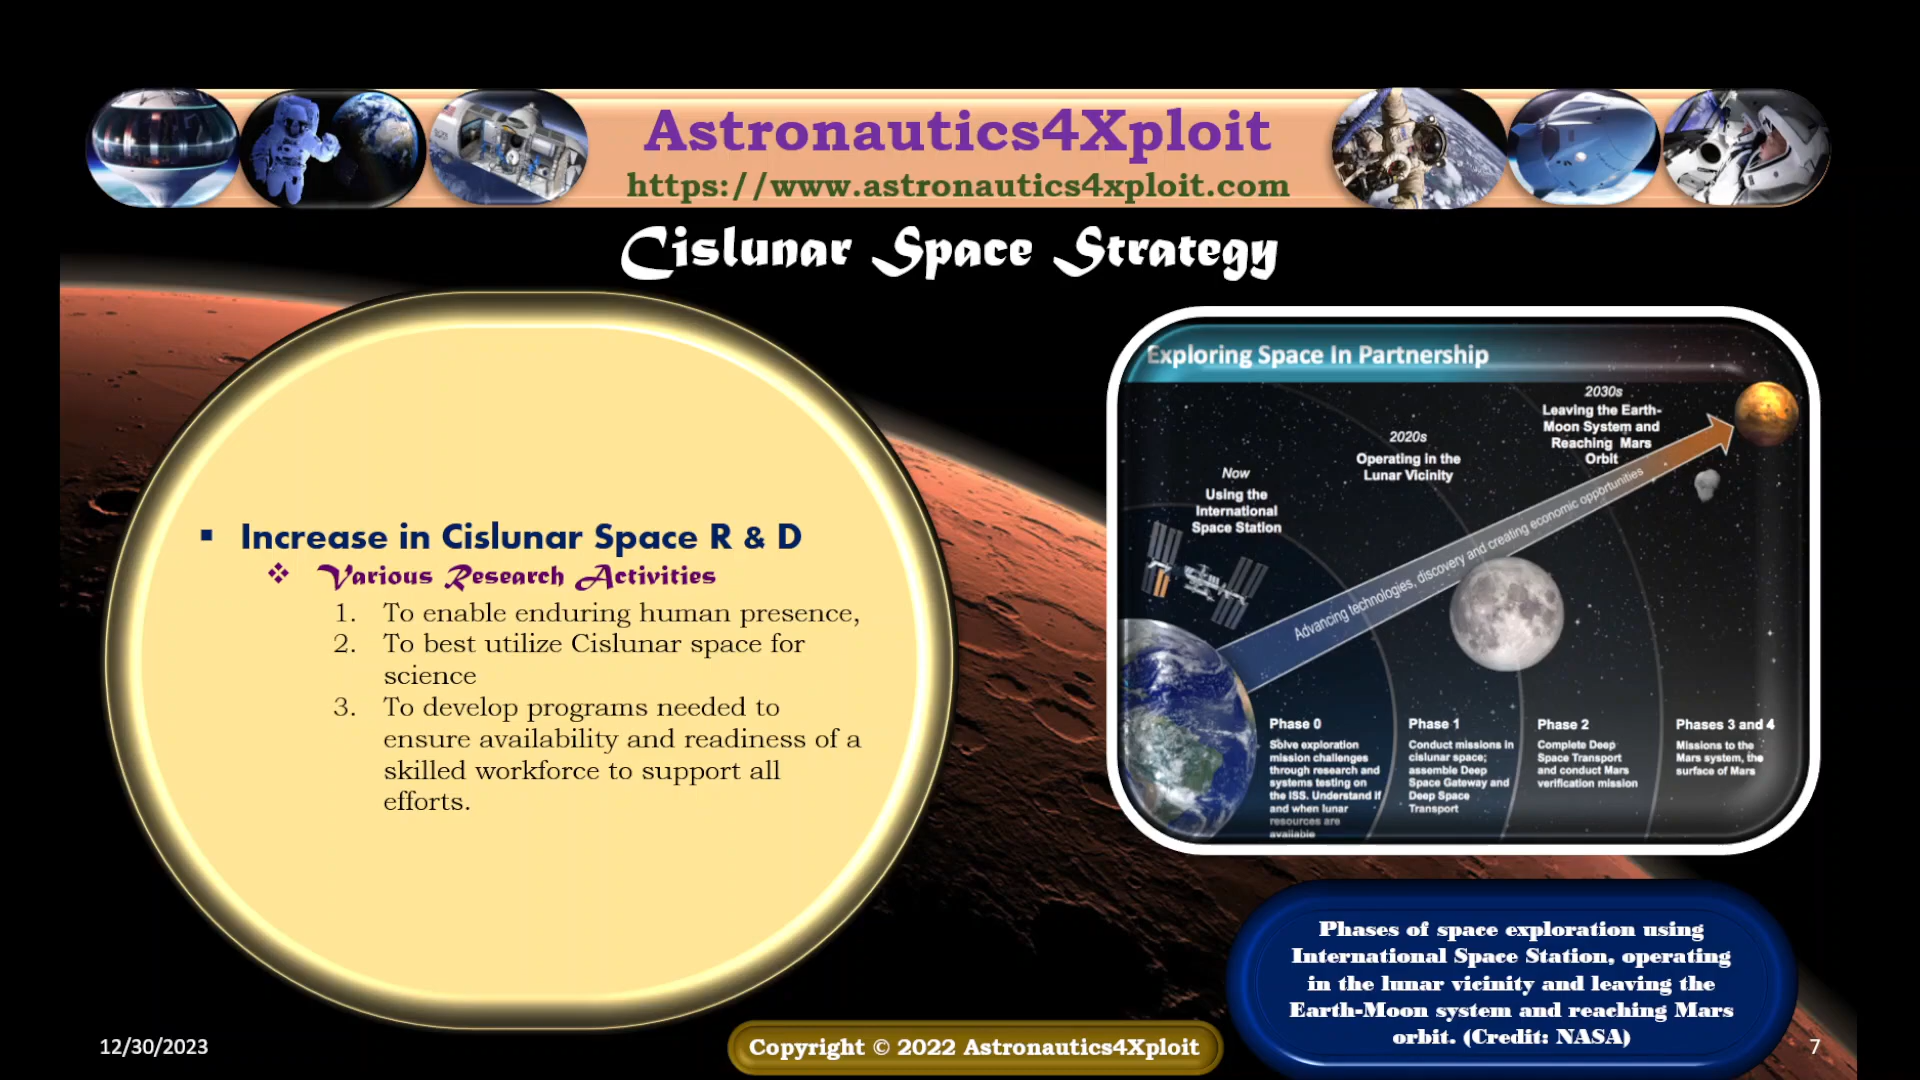 Astronautics4Xploit
https://www.astronautics4xploit.com
Cislunar Space Strategy
▪ Increase in Cislunar Space R & D
❖ Various Research Activities
1. To enable enduring human presence,
2. To best utilize Cislunar space for
science
3. To develop programs needed to
ensure availability and readiness of a
skilled workforce to support all
efforts.
Exploring Space In Partnership
Now
Using the
International
Space Station
2020s
Operating in the
Lunar Vicinity
2030s
Leaving the Earth-
Moon System and
Reaching Mars
Orbit
Advancing technologies, discovery and creating economic opportunities
Phase 0
Solve exploration
mission challenges
through research and
systems testing on
the ISS. Understand if
and when lunar
resources are
available
Phase 1
Conduct missions in
cislunar space;
assemble Deep
Space Gateway and
Deep Space
Transport
Phase 2
Complete Deep
Space Transport
and conduct Mars
verification mission
Phases 3 and 4
Missions to the
Mars system, the
surface of Mars
Phases of space exploration using
International Space Station, operating
in the lunar vicinity and leaving the
Earth-Moon system and reaching Mars
orbit. (Credit: NASA)
12/30/2023
Copyright © 2022 Astronautics4Xploit
7